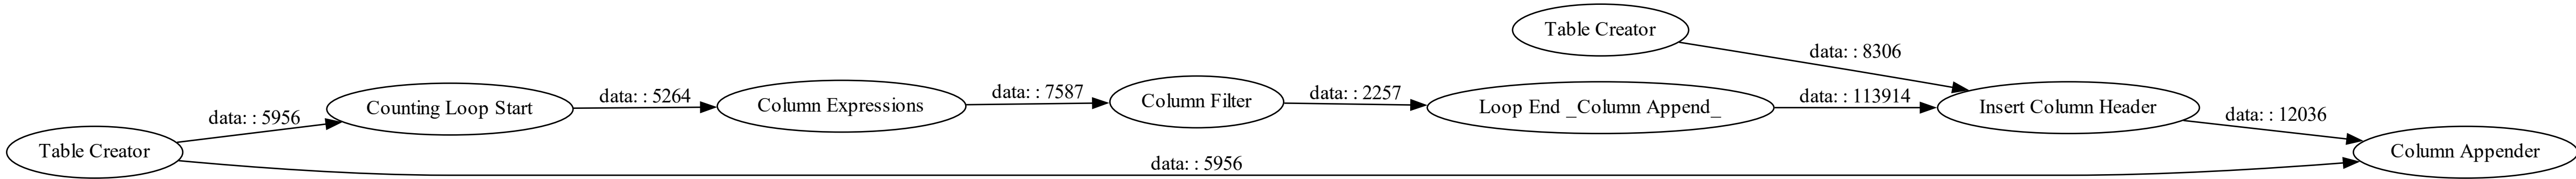 Table Creator
data: : 8306
data: : 5956
Counting Loop Start
data: : 5264
Column Expressions
data: : 7587
Column Filter
data: : 2257
Loop End _Column Append_
data: : 113914
Insert Column Header
data: : 12036
Table Creator
data: : 5956
Column Appender